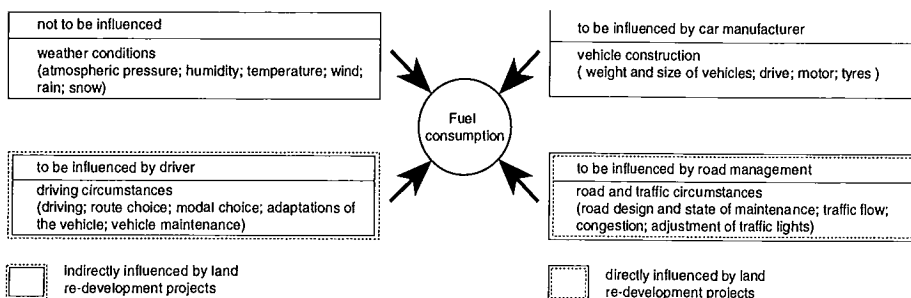 not to be influenced
weather conditions
(atmospheric pressure; humidity; temperature; wind;
rain; snow)
to be influenced by car manufacturer
vehicle construction
( weight and size of vehicles; drive; motor; tyres )
Fuel
consumption
to be influenced by driver
driving circumstances
(driving; route choice; modal choice; adaptations of
the vehicle; vehicle maintenance)
to be influenced by road management
road and traffic circumstances
(road design and state of maintenance; traffic flow;
congestion; adjustment of traffic lights)
indirectly influenced by land
re-development projects
directly influenced by land
re-development projects